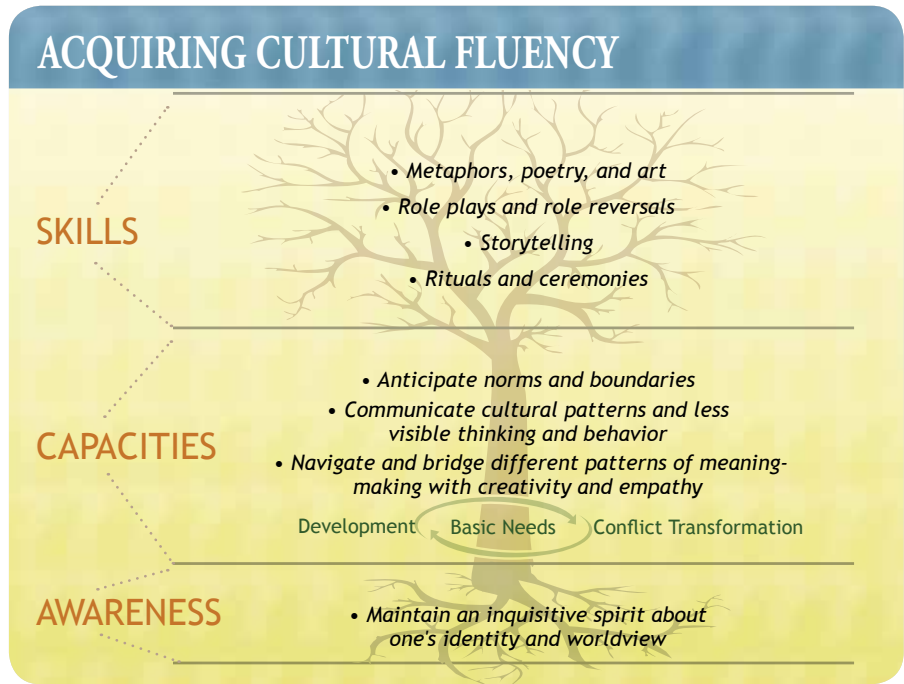 ACQUIRING CULTURAL FLUENCY
SKILLS
• Metaphors, poetry, and art
• Role plays and role reversals
• Storytelling
• Rituals and ceremonies
CAPACITIES
• Anticipate norms and boundaries
• Communicate cultural patterns and less
visible thinking and behavior
• Navigate and bridge different patterns of meaning-
making with creativity and empathy
Development Basic Needs Conflict Transformation
AWARENESS
• Maintain an inquisitive spirit about
one's identity and worldview